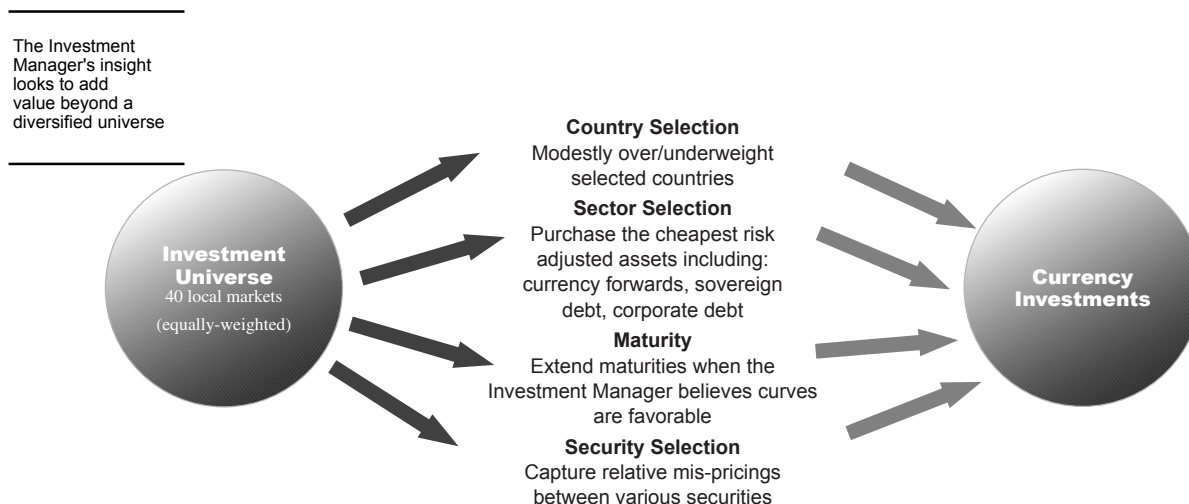 The Investment
Manager's insight
looks to add
value beyond a
diversified universe
Investment
Universe
40 local markets
(equally-weighted)
Country Selection
Modestly over/underweight
selected countries
Sector Selection
Purchase the cheapest risk
adjusted assets including:
currency forwards, sovereign
debt, corporate debt
Maturity
Extend maturities when the
Investment Manager believes curves
are favorable
Security Selection
Capture relative mis-pricings
between various securities
Currency
Investments